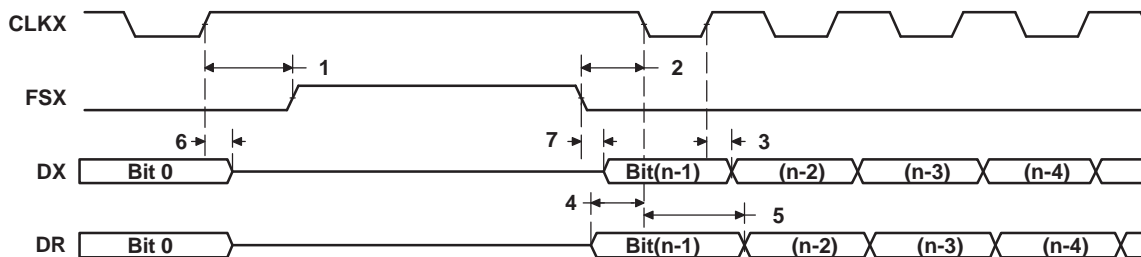 CLKX
1 2
FSX
6 7 3
DX Bit 0 Bit(n-1) (n-2) (n-3) (n-4)
4 5
DR Bit 0 Bit(n-1) (n-2) (n-3) (n-4)